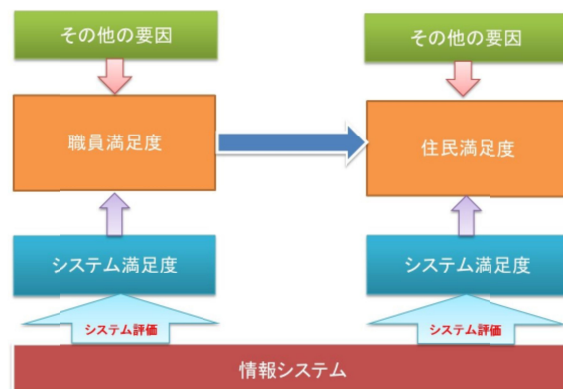 その他の要因
その他の要因
職員満足度
住民満足度
システム満足度
システム満足度
システム評価
システム評価
情報システム